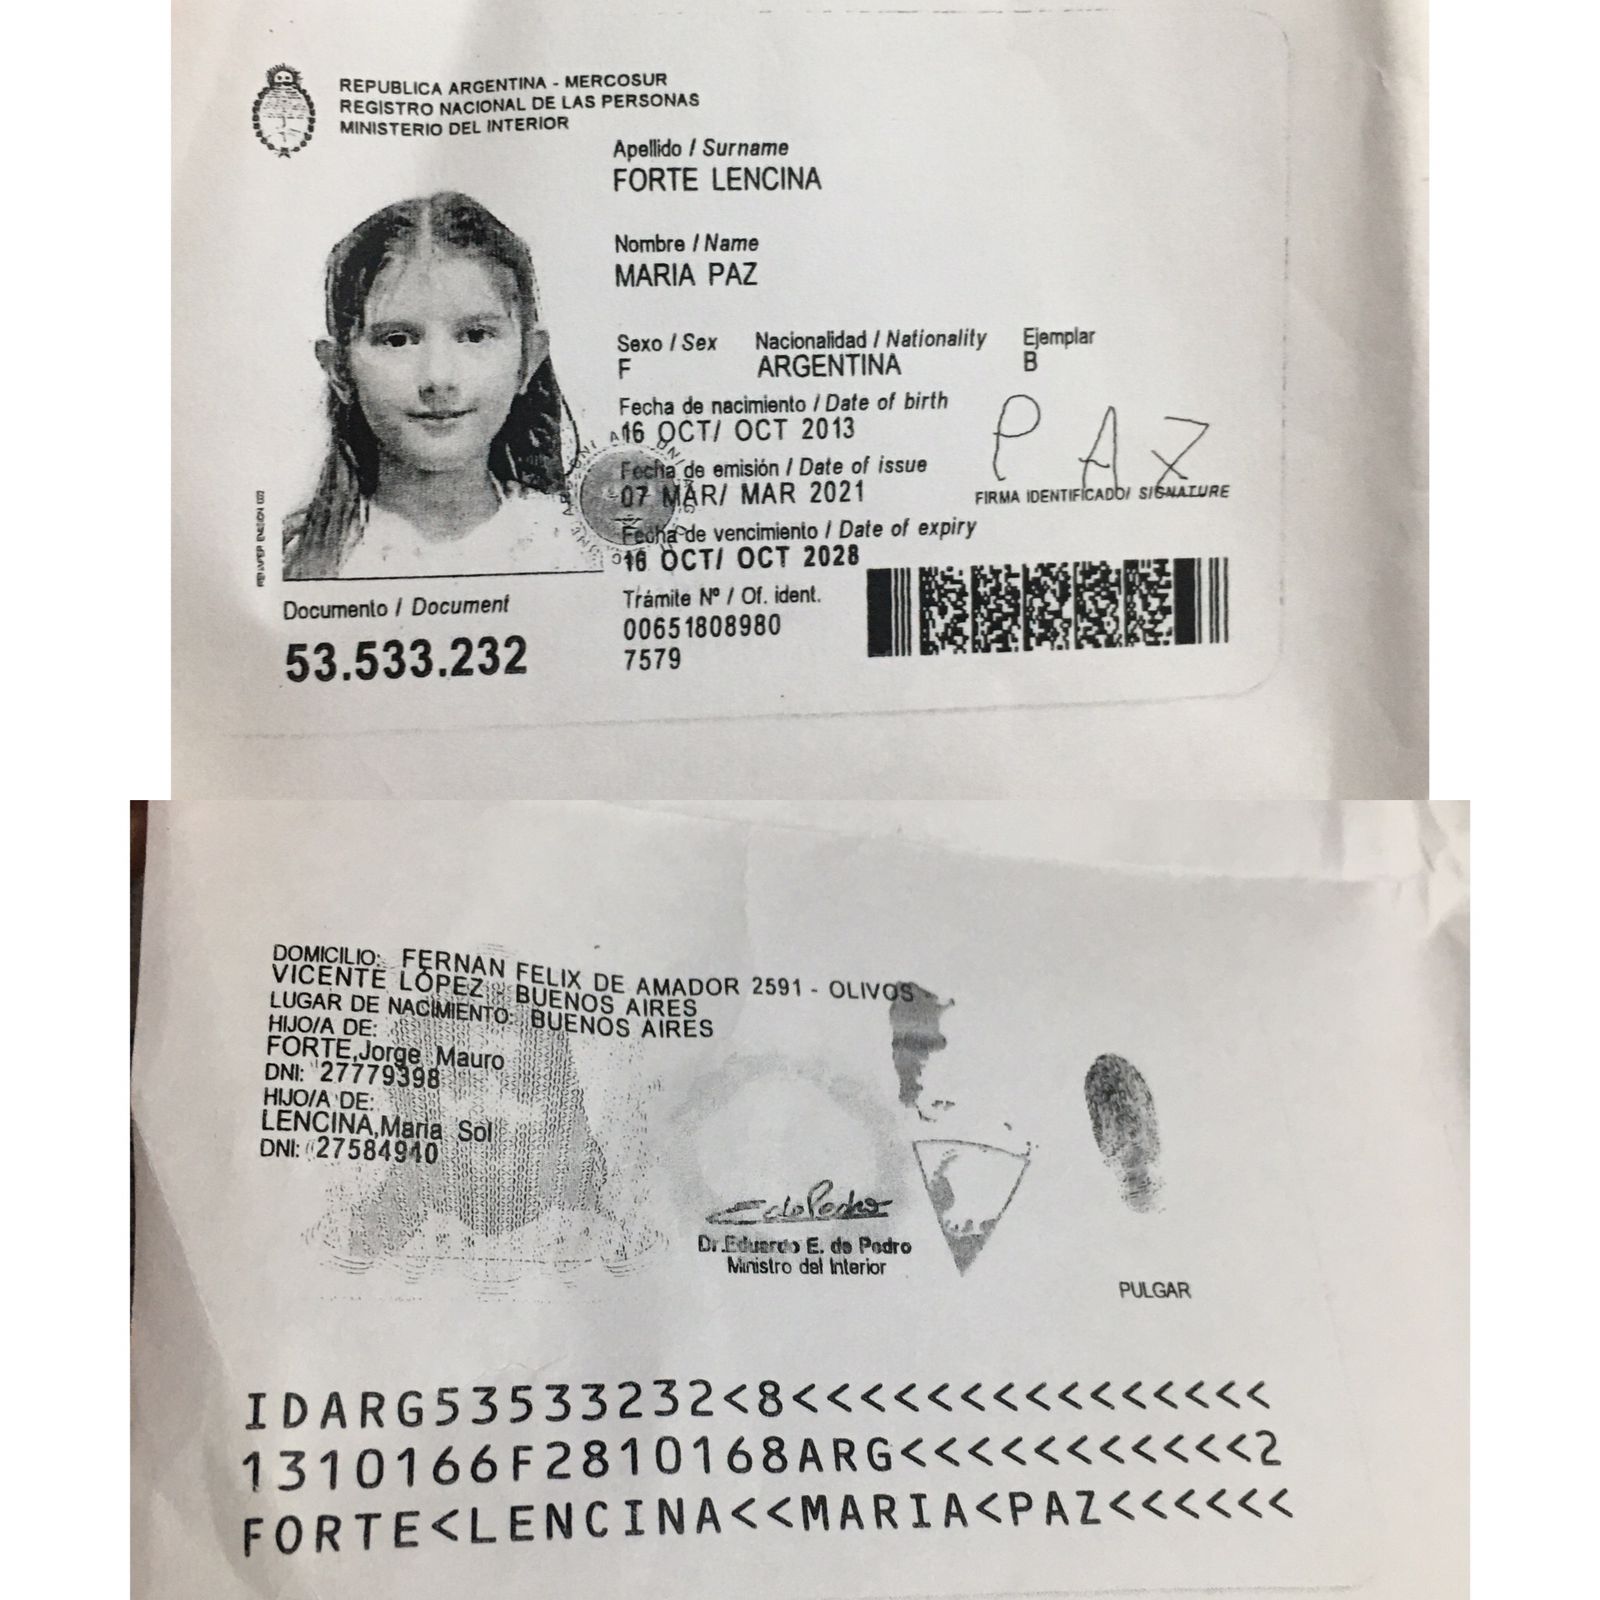 REPUBLICA ARGENTINA - MERCOSUR
REGISTRO NACIONAL DE LAS PERSONAS
MINISTERIO DEL INTERIOR
Apellido / Surname
FORTE LENCINA
Nombre / Name
MARIA PAZ
Sexo / Sex Nacionalidad / Nationality Ejemplar
F ARGENTINA B
Fecha de nacimiento / Date of birth
16 OCT/ OCT 2013
Fecha de emisión / Date of issue
07 MAR/ MAR 2021
PAZ
FIRMA IDENTIFICADO/ SIGNATURE
Fecha de vencimiento / Date of expiry
16 OCT/ OCT 2028
Documento / Document
53.533.232
Trámite Nº / Of. ident.
00651808980
7579
DOMICILIO: FERNAN FELIX DE AMADOR 2591 - OLIVOS
VICENTE LÓPEZ - BUENOS AIRES
LUGAR DE NACIMIENTO: BUENOS AIRES
HIJO/A DE:
FORTE,Jorge Mauro
DNI: 27779398
HIJO/A DE:
LENCINA,Maria Sol
DNI: 27584910
Dr.Eduardo E. de Pedro
Ministro del Interior
PULGAR
IDARG53533232<8<<<<<<<<<<<<<<<
1310166F2810168ARG<<<<<<<<<<<2
FORTE<LENCINA<<MARIA<PAZ<<<<<<